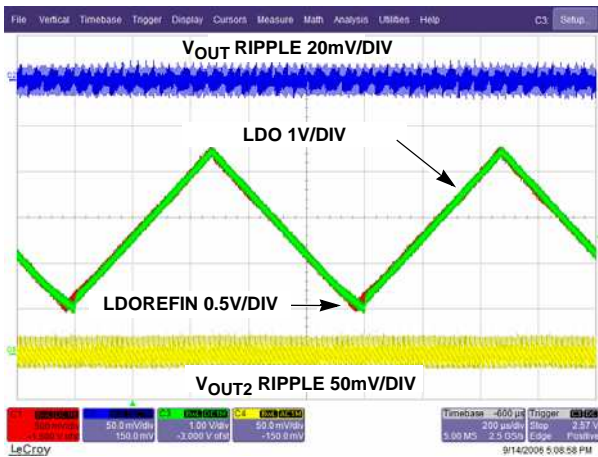 File Vertical Timebase Trigger Display Cursors Measure Math Analysis Utilities Help C3: Setup...
VOUT RIPPLE 20mV/DIV
LDO 1V/DIV
LDOREFIN 0.5V/DIV
VOUT2 RIPPLE 50mV/DIV
C1 C3 C4 Timebase -600 µs Trigger
50.0 mV/div 1.00 V/div 50.0 mV/div 200 µs/div Stop 2.57 V
150.0 mV -3.000 V ofst -150.0 mV 5.00 MS 2.5 GS/s Edge Positive
LeCroy 9/14/2006 5:08:58 PM